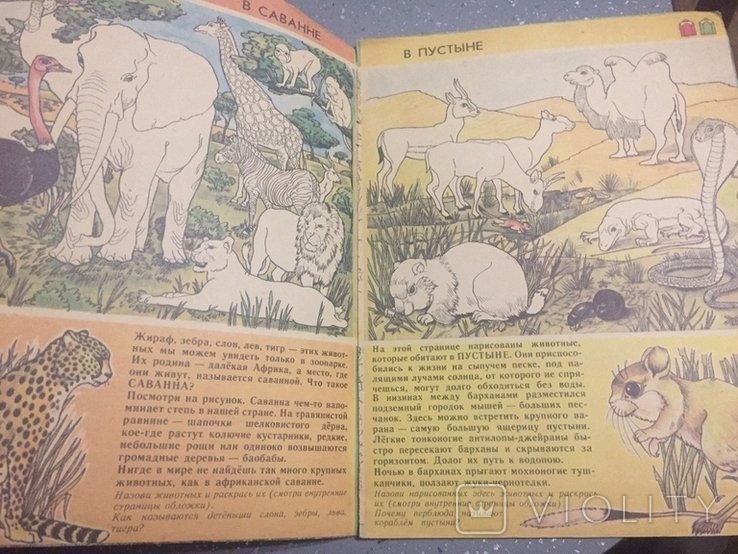 В САВАННЕ
Жираф, зебра, слон, лев, тигр — этих живот-
ных мы можем увидеть только в зоопарке.
Их родина — далёкая Африка, а место, где
они живут, называется саванной. Что такое
САВАННА?
Посмотри на рисунок. Саванна чем-то напо-
минает степь в нашей стране. На травянистой
равнине — шапочки шелковистого дёрна,
кое-где растут колючие кустарники, редкие,
небольшие рощи или одиноко возвышаются
громадные деревья — баобабы.
Нигде в мире не найдёшь так много крупных
животных, как в африканской саванне.
Назови животных и раскрась их (смотри внутренние
страницы обложки).
Как называются детёныши слона, зебры, льва,
тигра?
В ПУСТЫНЕ
На этой странице нарисованы животные,
которые обитают в ПУСТЫНЕ. Они приспосо-
бились к жизни на сыпучем песке, под па-
лящими лучами солнца, от которого не спря-
чешься, могут долго обходиться без воды.
В низинах между барханами разместился
подземный городок мышей — больших пес-
чанок. Здесь можно встретить крупного ва-
рана — самую большую ящерицу пустыни.
Лёгкие тонконогие антилопы-джейраны бы-
стро пересекают барханы и скрываются за
горизонтом. Долог их путь к водопою.
Ночью в барханах прыгают мохноногие туш-
канчики, ползают жуки-чернотелки.
Назови нарисованных здесь животных и раскрась
их (смотри внутренние страницы обложки).
Почему верблюда называют
кораблём пустыни?
VIOLITY